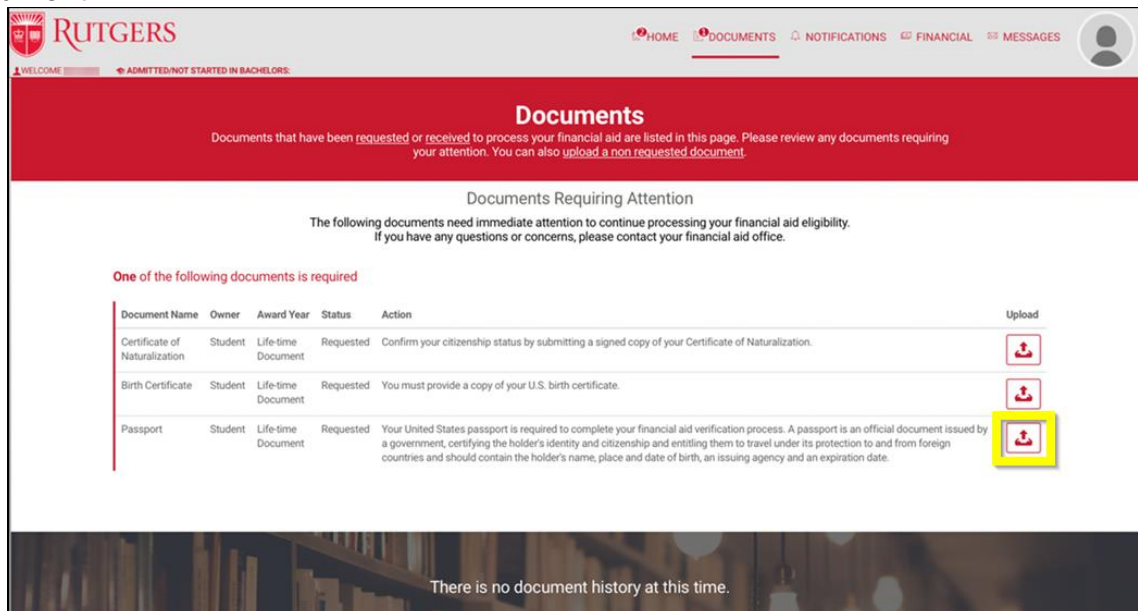 RUTGERS
2 HOME 1 DOCUMENTS NOTIFICATIONS FINANCIAL MESSAGES
WELCOME ADMITTED/NOT STARTED IN BACHELORS:
Documents
Documents that have been requested or received to process your financial aid are listed in this page. Please review any documents requiring
your attention. You can also upload a non requested document.
Documents Requiring Attention
The following documents need immediate attention to continue processing your financial aid eligibility.
If you have any questions or concerns, please contact your financial aid office.
One of the following documents is required
Document Name Owner Award Year Status Action Upload
Certificate of Student Life-time Requested Confirm your citizenship status by submitting a signed copy of your Certificate of Naturalization.
Naturalization Document
Birth Certificate Student Life-time Requested You must provide a copy of your U.S. birth certificate.
Document
Passport Student Life-time Requested Your United States passport is required to complete your financial aid verification process. A passport is an official document issued by
Document a government, certifying the holder's identity and citizenship and entitling them to travel under its protection to and from foreign
countries and should contain the holder's name, place and date of birth, an issuing agency and an expiration date.
There is no document history at this time.